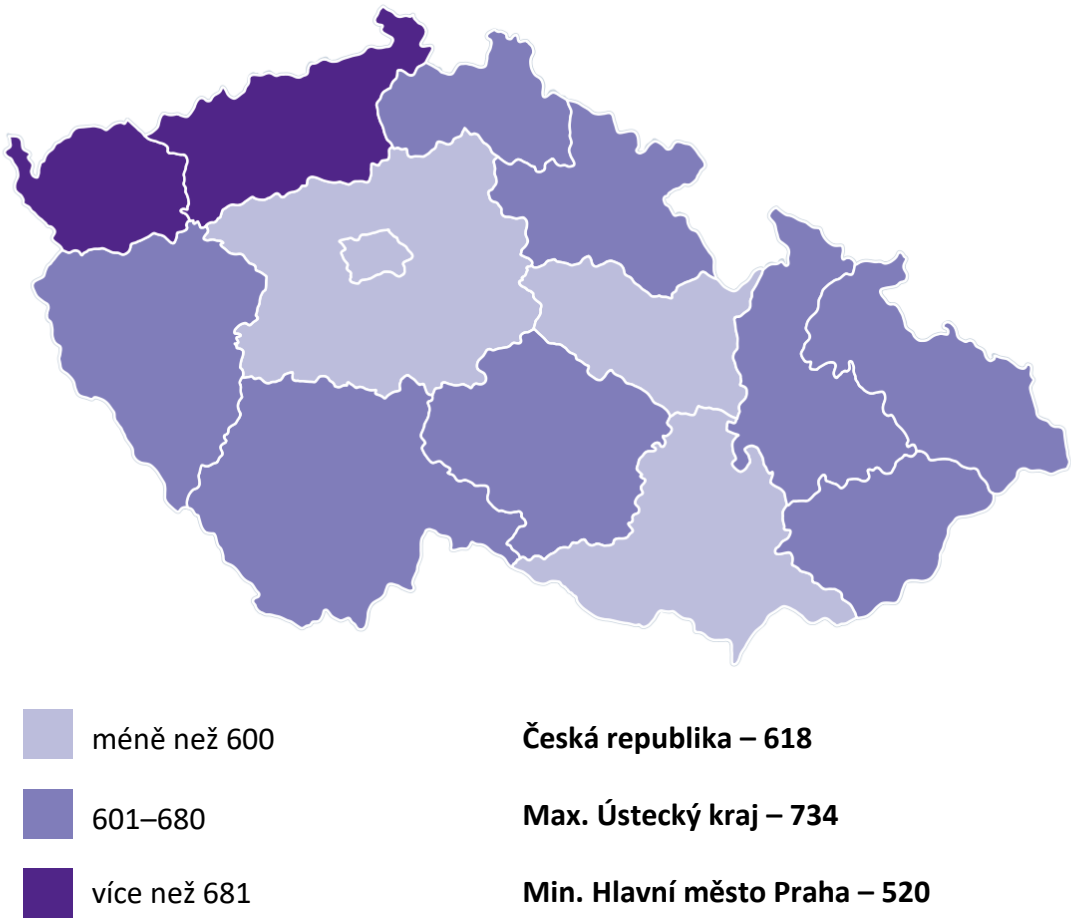 méně než 600
Česká republika – 618
601–680
Max. Ústecký kraj – 734
více než 681
Min. Hlavní město Praha – 520